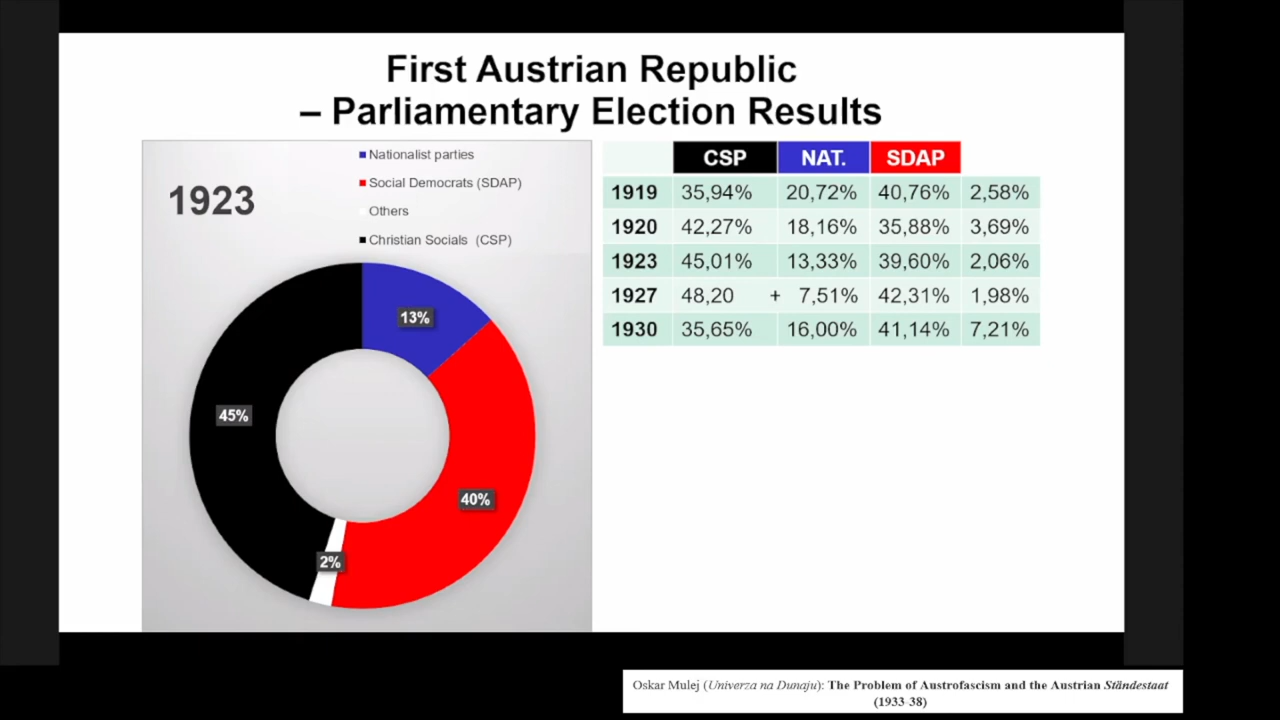 First Austrian Republic
– Parliamentary Election Results
1923
Nationalist parties
Social Democrats (SDAP)
Others
Christian Socials (CSP)
13%
45%
40%
2%
CSP NAT. SDAP
1919 35,94% 20,72% 40,76% 2,58%
1920 42,27% 18,16% 35,88% 3,69%
1923 45,01% 13,33% 39,60% 2,06%
1927 48,20 + 7,51% 42,31% 1,98%
1930 35,65% 16,00% 41,14% 7,21%
Oskar Mulej (Univerza na Dunaju): The Problem of Austrofascism and the Austrian Ständestaat
(1933-38)